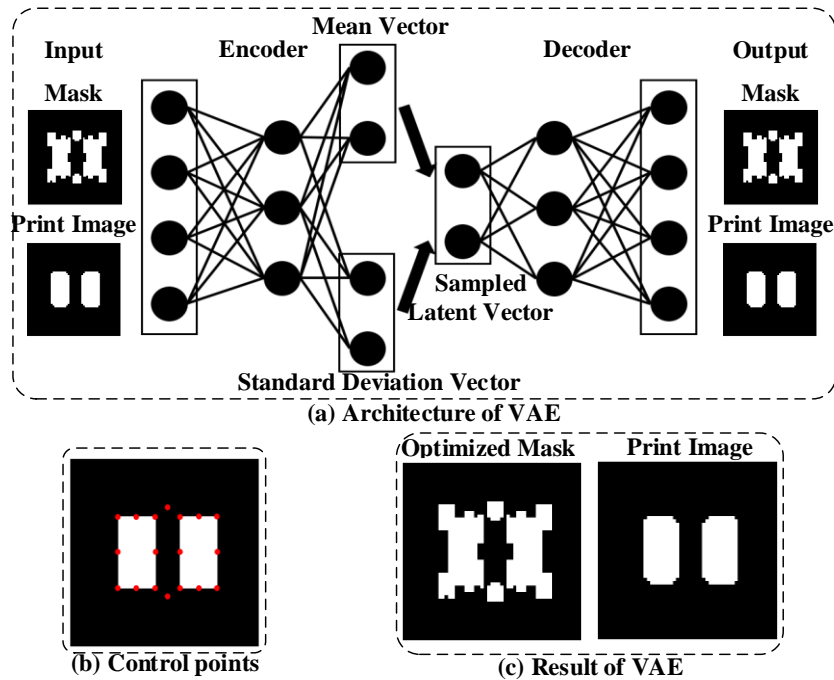 Mean Vector
Input
Encoder
Decoder
Output
Mask
Mask
Print Image
Print Image
Sampled
Latent Vector
Standard Deviation Vector
(a) Architecture of VAE
Optimized Mask
Print Image
(b) Control points
(c) Result of VAE